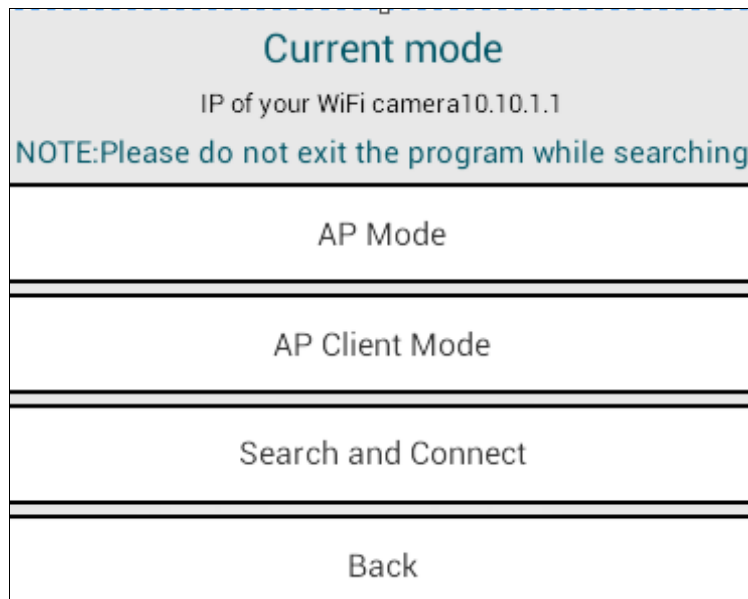 Current mode
IP of your WiFi camera10.10.1.1
NOTE:Please do not exit the program while searching
AP Mode
AP Client Mode
Search and Connect
Back